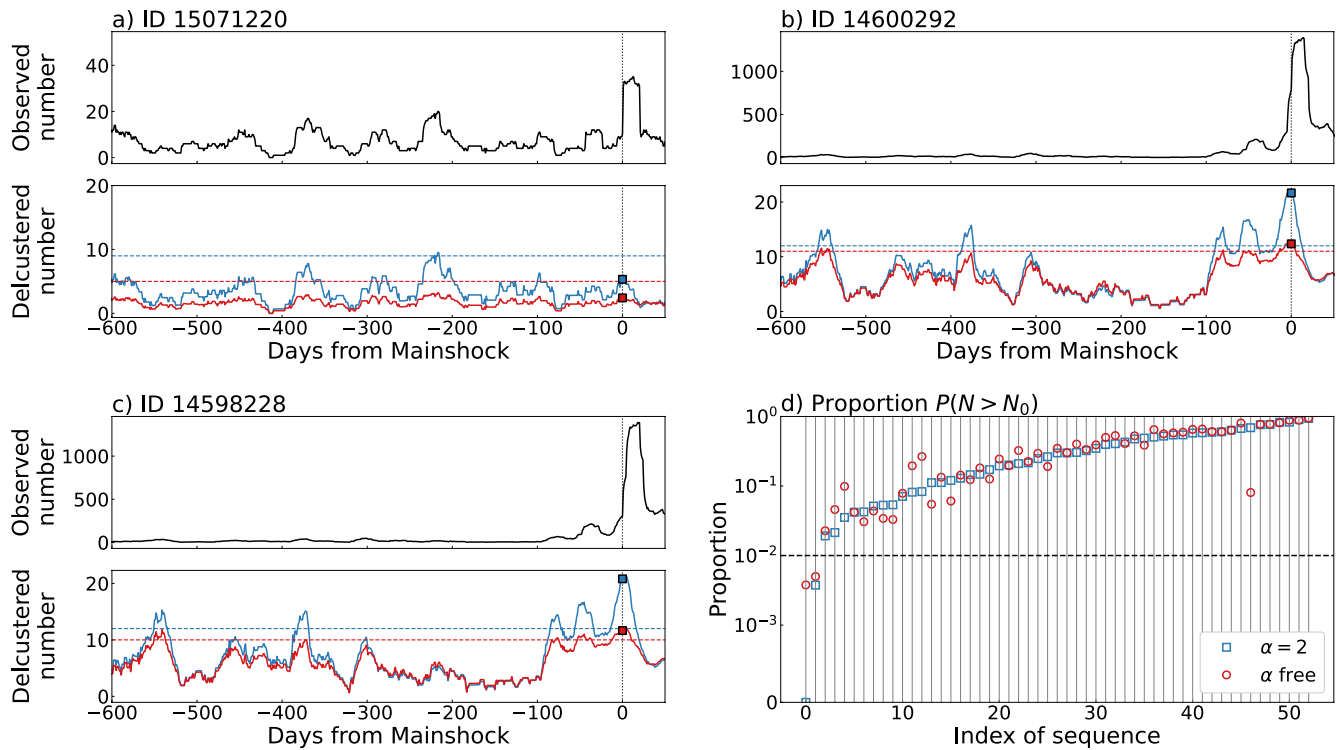 a) ID 15071220
Observed
number
40
20
0
Delcustered
number
20
10
0
−600
−500
−400
−300
−200
−100
0
Days from Mainshock
b) ID 14600292
1000
500
0
20
10
0
−600
−500
−400
−300
−200
−100
0
Days from Mainshock
c) ID 14598228
Observed
number
1000
500
0
Delcustered
number
20
10
0
−600
−500
−400
−300
−200
−100
0
Days from Mainshock
d) Proportion P(N > N₀)
Proportion
10⁰
10⁻¹
10⁻²
10⁻³
0
α = 2
α free
0
10
20
30
40
50
Index of sequence